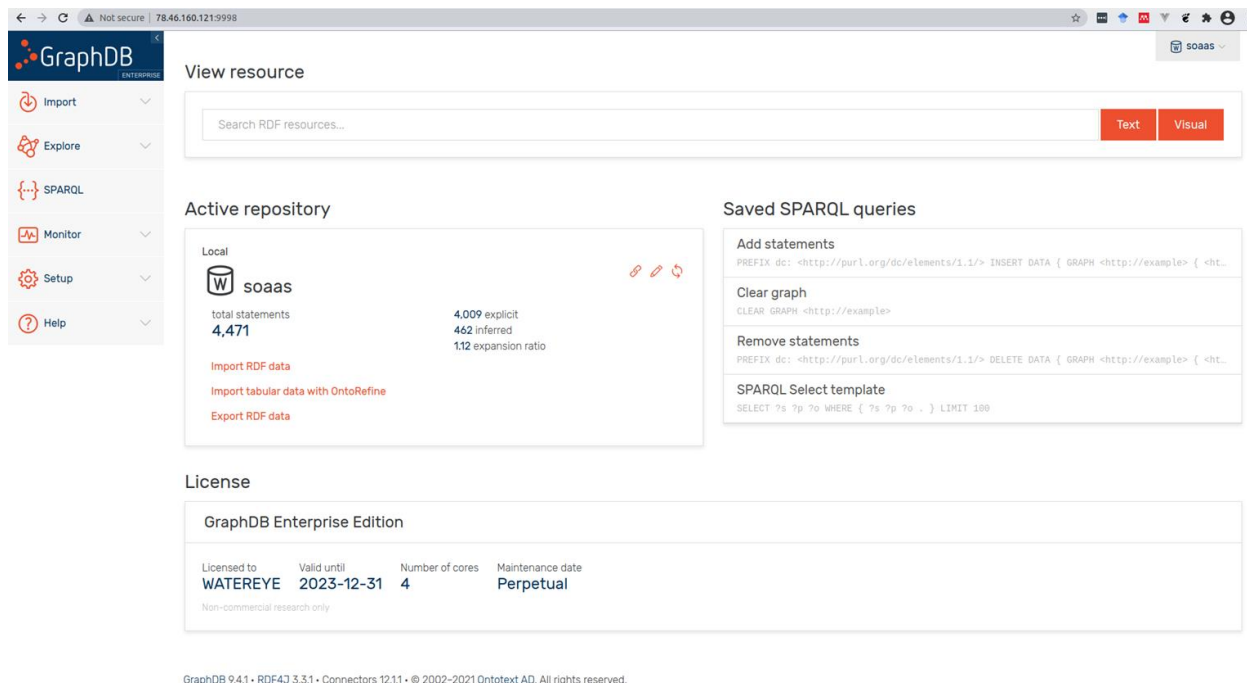 Not secure | 78.46.160.121:9998
GraphDB
ENTERPRISE
soaas
Import
Explore
SPARQL
Monitor
Setup
Help
View resource
Search RDF resources...
Text
Visual
Active repository
Local
soaas
total statements
4,471
4,009 explicit
462 inferred
1.12 expansion ratio
Import RDF data
Import tabular data with OntoRefine
Export RDF data
Saved SPARQL queries
Add statements
PREFIX dc: <http://purl.org/dc/elements/1.1/> INSERT DATA { GRAPH <http://example> { <ht…
Clear graph
CLEAR GRAPH <http://example>
Remove statements
PREFIX dc: <http://purl.org/dc/elements/1.1/> DELETE DATA { GRAPH <http://example> { <ht…
SPARQL Select template
SELECT ?s ?p ?o WHERE { ?s ?p ?o . } LIMIT 100
License
GraphDB Enterprise Edition
Licensed to Valid until Number of cores Maintenance date
WATEREYE 2023-12-31 4 Perpetual
Non-commercial research only
GraphDB 9.4.1 • RDF4J 3.3.1 • Connectors 12.1.1 • © 2002–2021 Ontotext AD. All rights reserved.